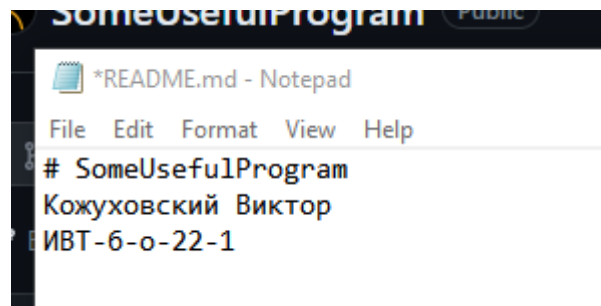 SomeUsefulProgram Public
*README.md - Notepad
File Edit Format View Help
# SomeUsefulProgram
Кожуховский Виктор
ИВТ-б-о-22-1